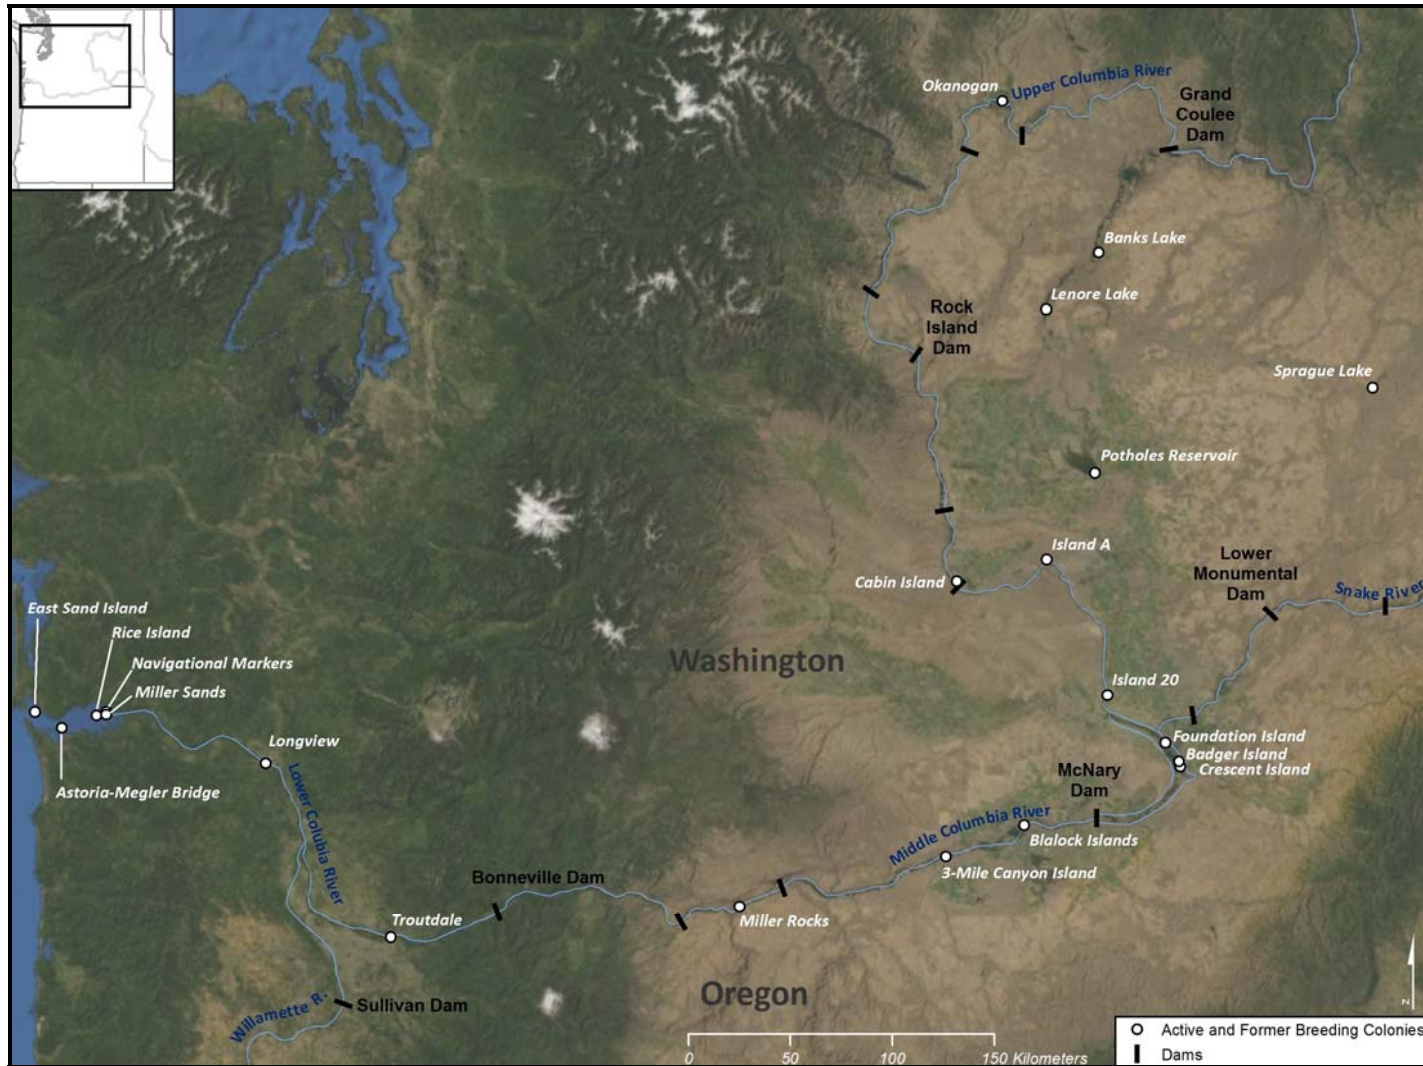 Okanogan
Upper Columbia River
Grand
Coulee
Dam
Banks Lake
Lenore Lake
Rock
Island
Dam
Sprague Lake
Potholes Reservoir
Island A
Cabin Island
Lower
Monumental
Dam
Snake River
East Sand Island
Rice Island
Navigational Markers
Miller Sands
Washington
Island 20
Longview
Foundation Island
Badger Island
Crescent Island
Astoria-Megler Bridge
McNary
Dam
Lower Colubia River
Middle Columbia River
Blalock Islands
3-Mile Canyon Island
Bonneville Dam
Troutdale
Miller Rocks
Willamette R.
Sullivan Dam
Oregon
N
0 50 100 150 Kilometers
Active and Former Breeding Colonies
Dams